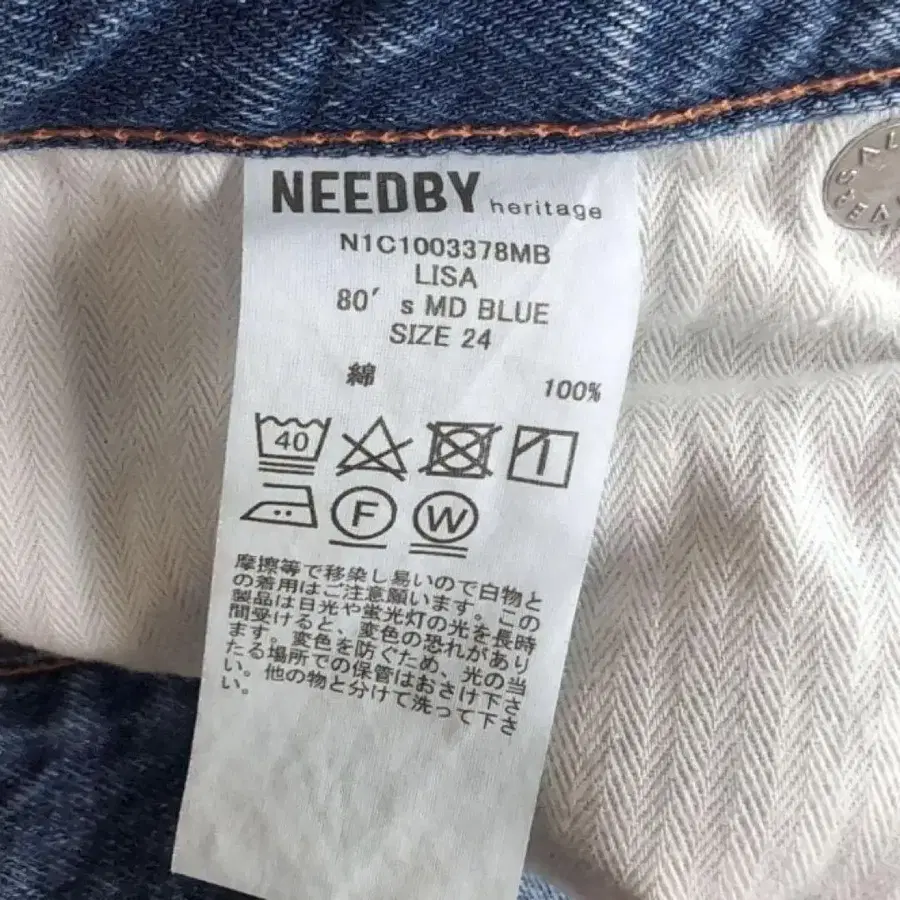 NEEDBY heritage
N1C1003378MB
LISA
80's MD BLUE
SIZE 24
綿 100%
40
F W
摩擦等で移染し易いので白物と
の着用はご注意願います。この
製品は日光や蛍光灯の光を長時
間受けると、変色の恐れがあり
ます。変色を防ぐため、光の当
たる場所での保管はおさけ下さ
い。他の物と分けて洗って下さ
い。